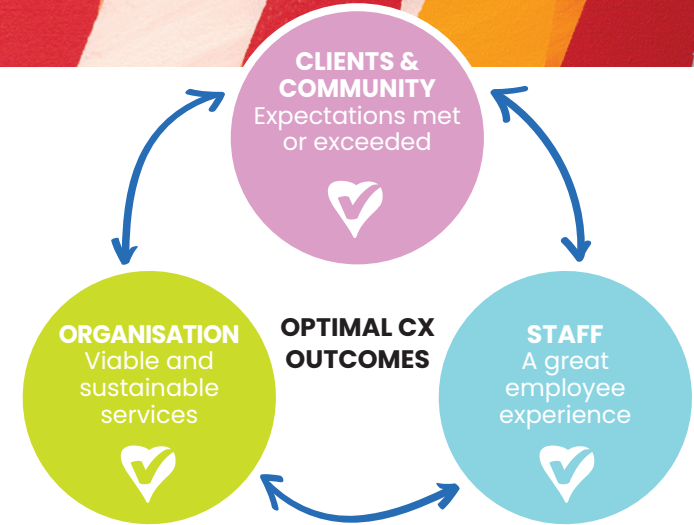 CLIENTS &
COMMUNITY
Expectations met
or exceeded
ORGANISATION
Viable and
sustainable
services
OPTIMAL CX
OUTCOMES
STAFF
A great
employee
experience